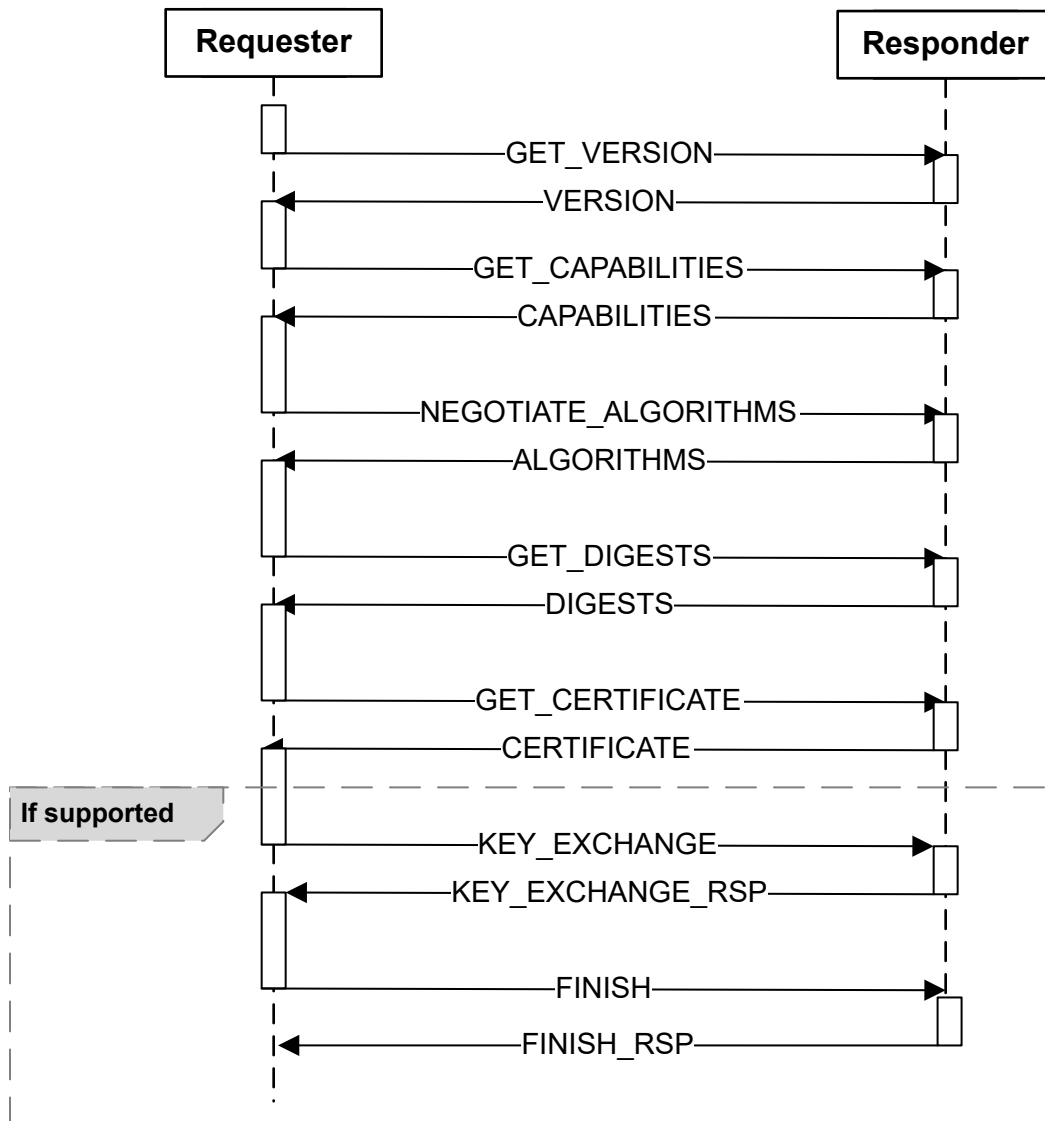 Requester
Responder
GET_VERSION
VERSION
GET_CAPABILITIES
CAPABILITIES
NEGOTIATE_ALGORITHMS
ALGORITHMS
GET_DIGESTS
DIGESTS
GET_CERTIFICATE
CERTIFICATE
If supported
KEY_EXCHANGE
KEY_EXCHANGE_RSP
FINISH
FINISH_RSP